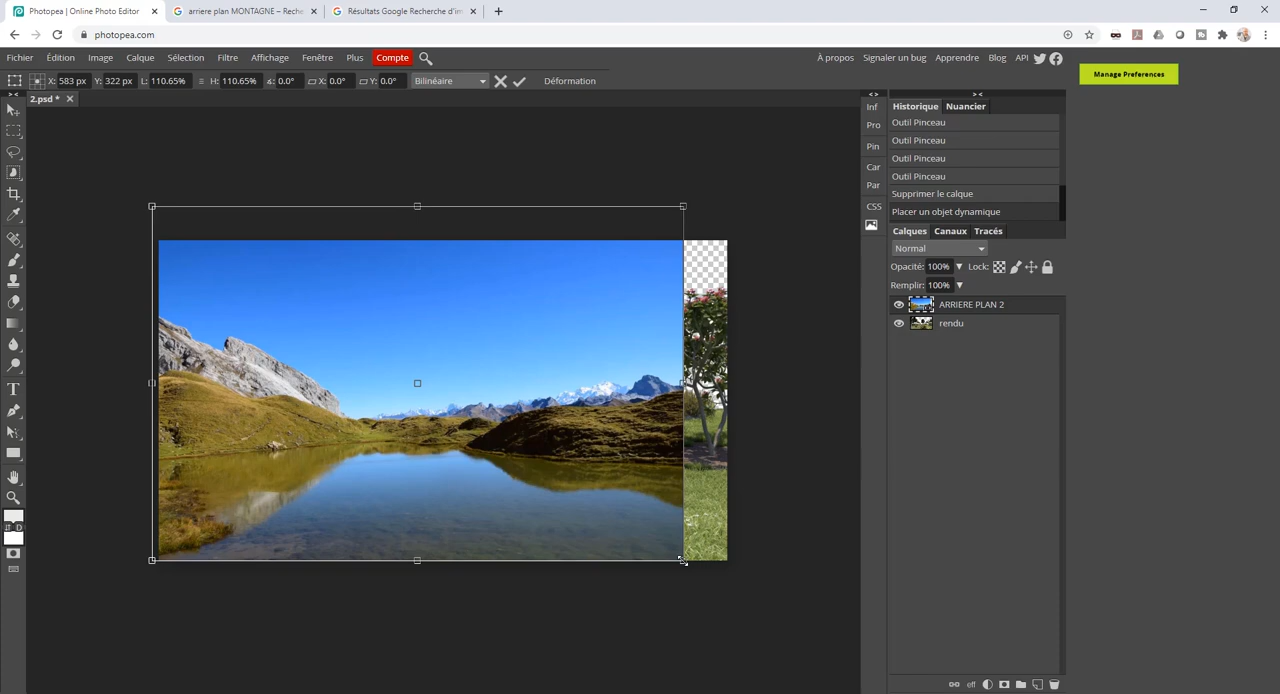 Photopea | Online Photo Editor
arriere plan MONTAGNE – Reche
Résultats Google Recherche d'im
photopea.com
Fichier Édition Image Calque Sélection Filtre Affichage Fenêtre Plus Compte
À propos Signaler un bug Apprendre Blog API
Manage Preferences
X: 583 px Y: 322 px L: 110.65% H: 110.65% ∠: 0.0° X: 0.0° Y: 0.0° Bilinéaire Déformation
2.psd *
Inf
Pro
Pin
Car
Par
CSS
Historique Nuancier
Outil Pinceau
Outil Pinceau
Outil Pinceau
Outil Pinceau
Supprimer le calque
Placer un objet dynamique
Calques Canaux Tracés
Normal
Opacité: 100% Lock:
Remplir: 100%
ARRIERE PLAN 2
rendu
eff
T
D